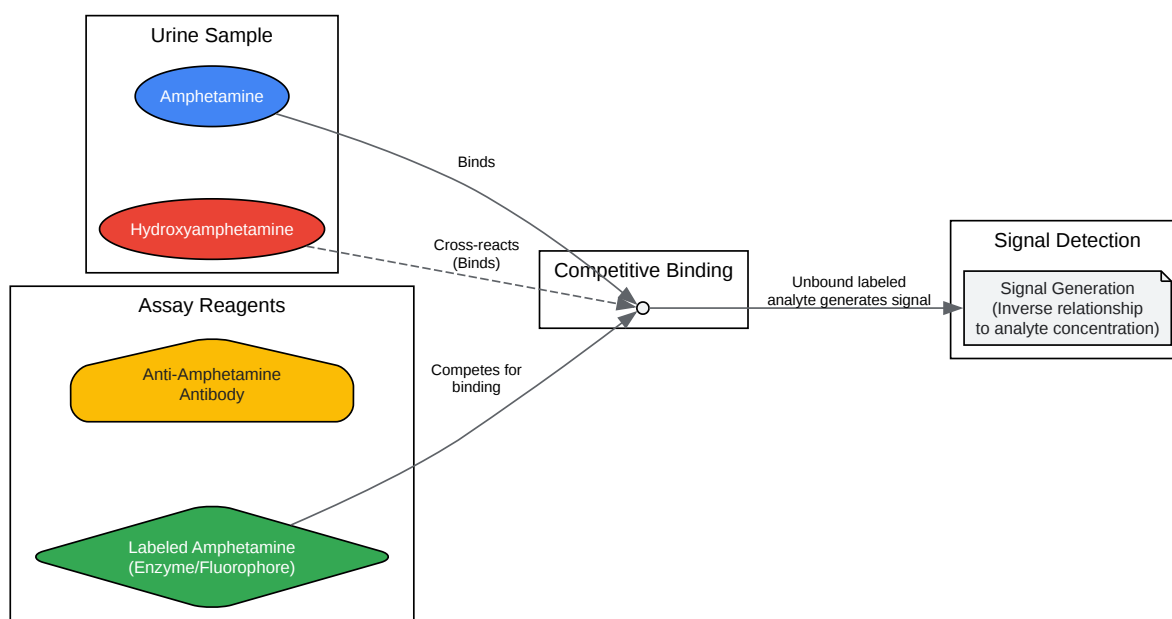 Urine Sample
Amphetamine
Hydroxyamphetamine
Assay Reagents
Anti-Amphetamine
Antibody
Labeled Amphetamine
(Enzyme/Fluorophore)
Binds
Cross-reacts
(Binds)
Competes for
binding
Competitive Binding
Unbound labeled
analyte generates signal
Signal Detection
Signal Generation
(Inverse relationship
to analyte concentration)